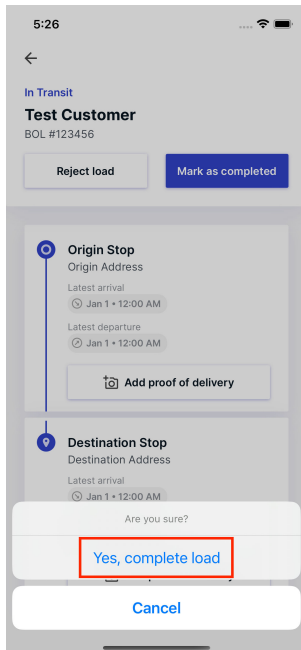 5:26
In Transit
Test Customer
BOL #123456
Reject load
Mark as completed
Origin Stop
Origin Address
Latest arrival
Jan 1 • 12:00 AM
Latest departure
Jan 1 • 12:00 AM
Add proof of delivery
Destination Stop
Destination Address
Latest arrival
Jan 1 • 12:00 AM
Are you sure?
Yes, complete load
Cancel